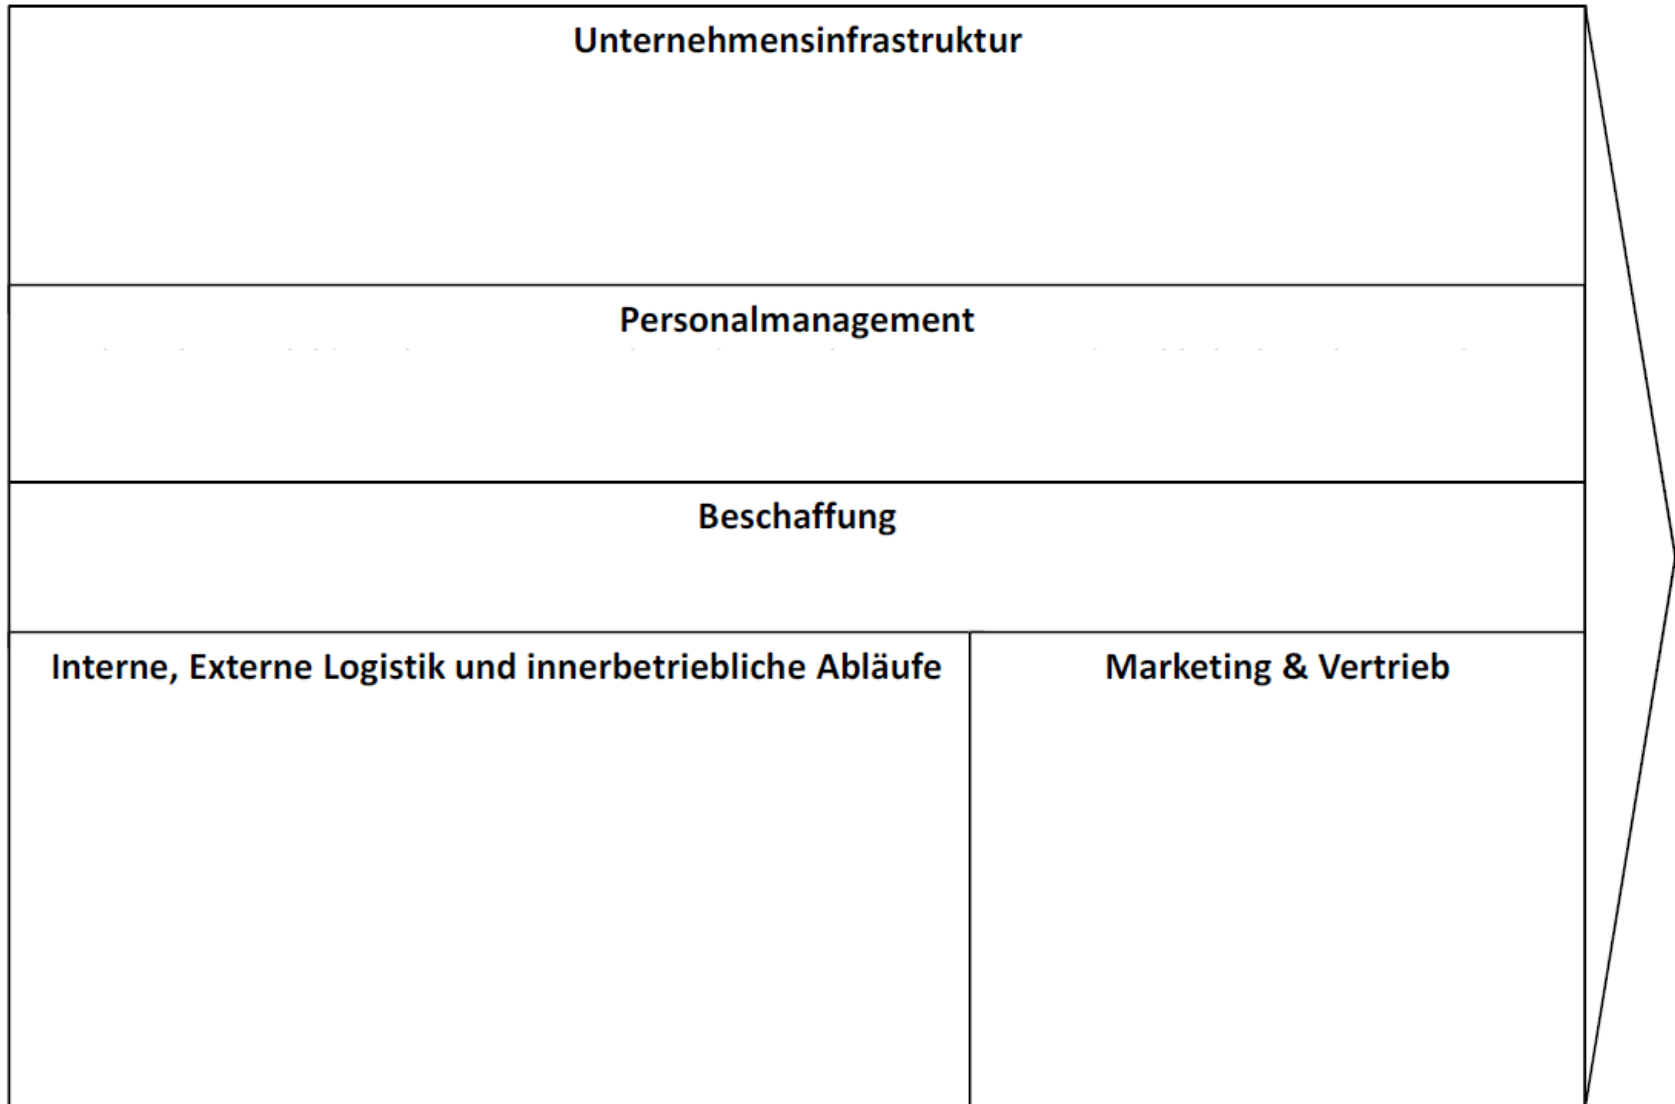 Unternehmensinfrastruktur
Personalmanagement
Beschaffung
Interne, Externe Logistik und innerbetriebliche Abläufe
Marketing & Vertrieb